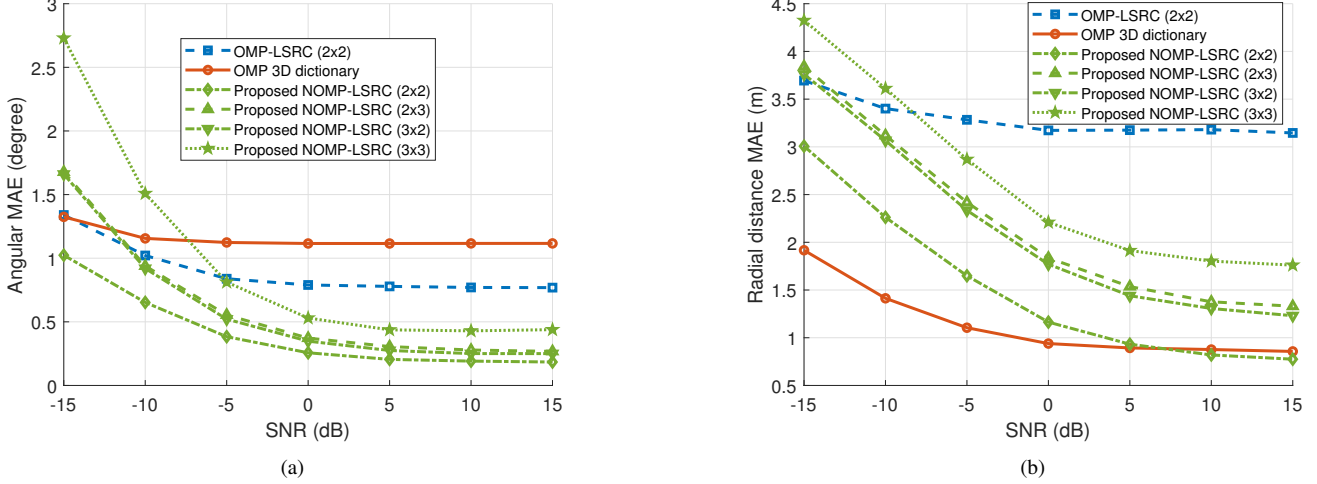 3
2.5
2
1.5
1
0.5
0
Angular MAE (degree)
OMP-LSRC (2x2)
OMP 3D dictionary
Proposed NOMP-LSRC (2x2)
Proposed NOMP-LSRC (2x3)
Proposed NOMP-LSRC (3x2)
Proposed NOMP-LSRC (3x3)
-15 -10 -5 0 5 10 15
SNR (dB)
(a)
4.5
4
3.5
3
2.5
2
1.5
1
0.5
Radial distance MAE (m)
OMP-LSRC (2x2)
OMP 3D dictionary
Proposed NOMP-LSRC (2x2)
Proposed NOMP-LSRC (2x3)
Proposed NOMP-LSRC (3x2)
Proposed NOMP-LSRC (3x3)
-15 -10 -5 0 5 10 15
SNR (dB)
(b)